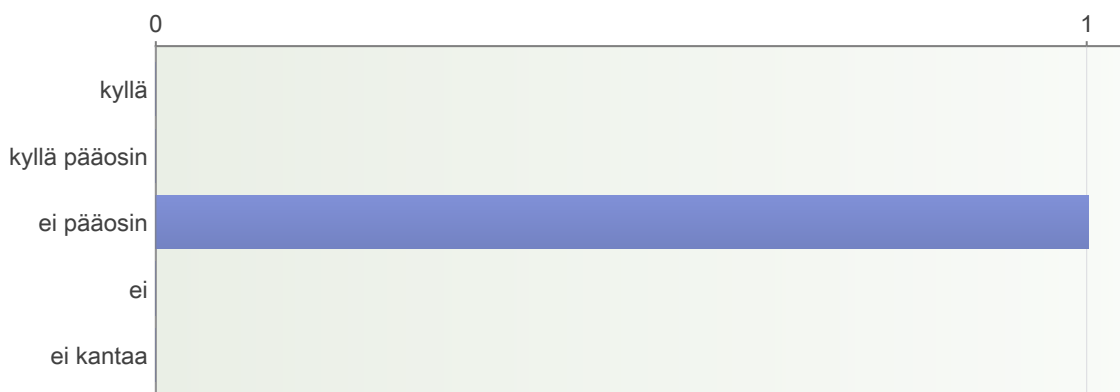 0 1
kyllä
kyllä pääosin
ei pääosin
ei
ei kantaa